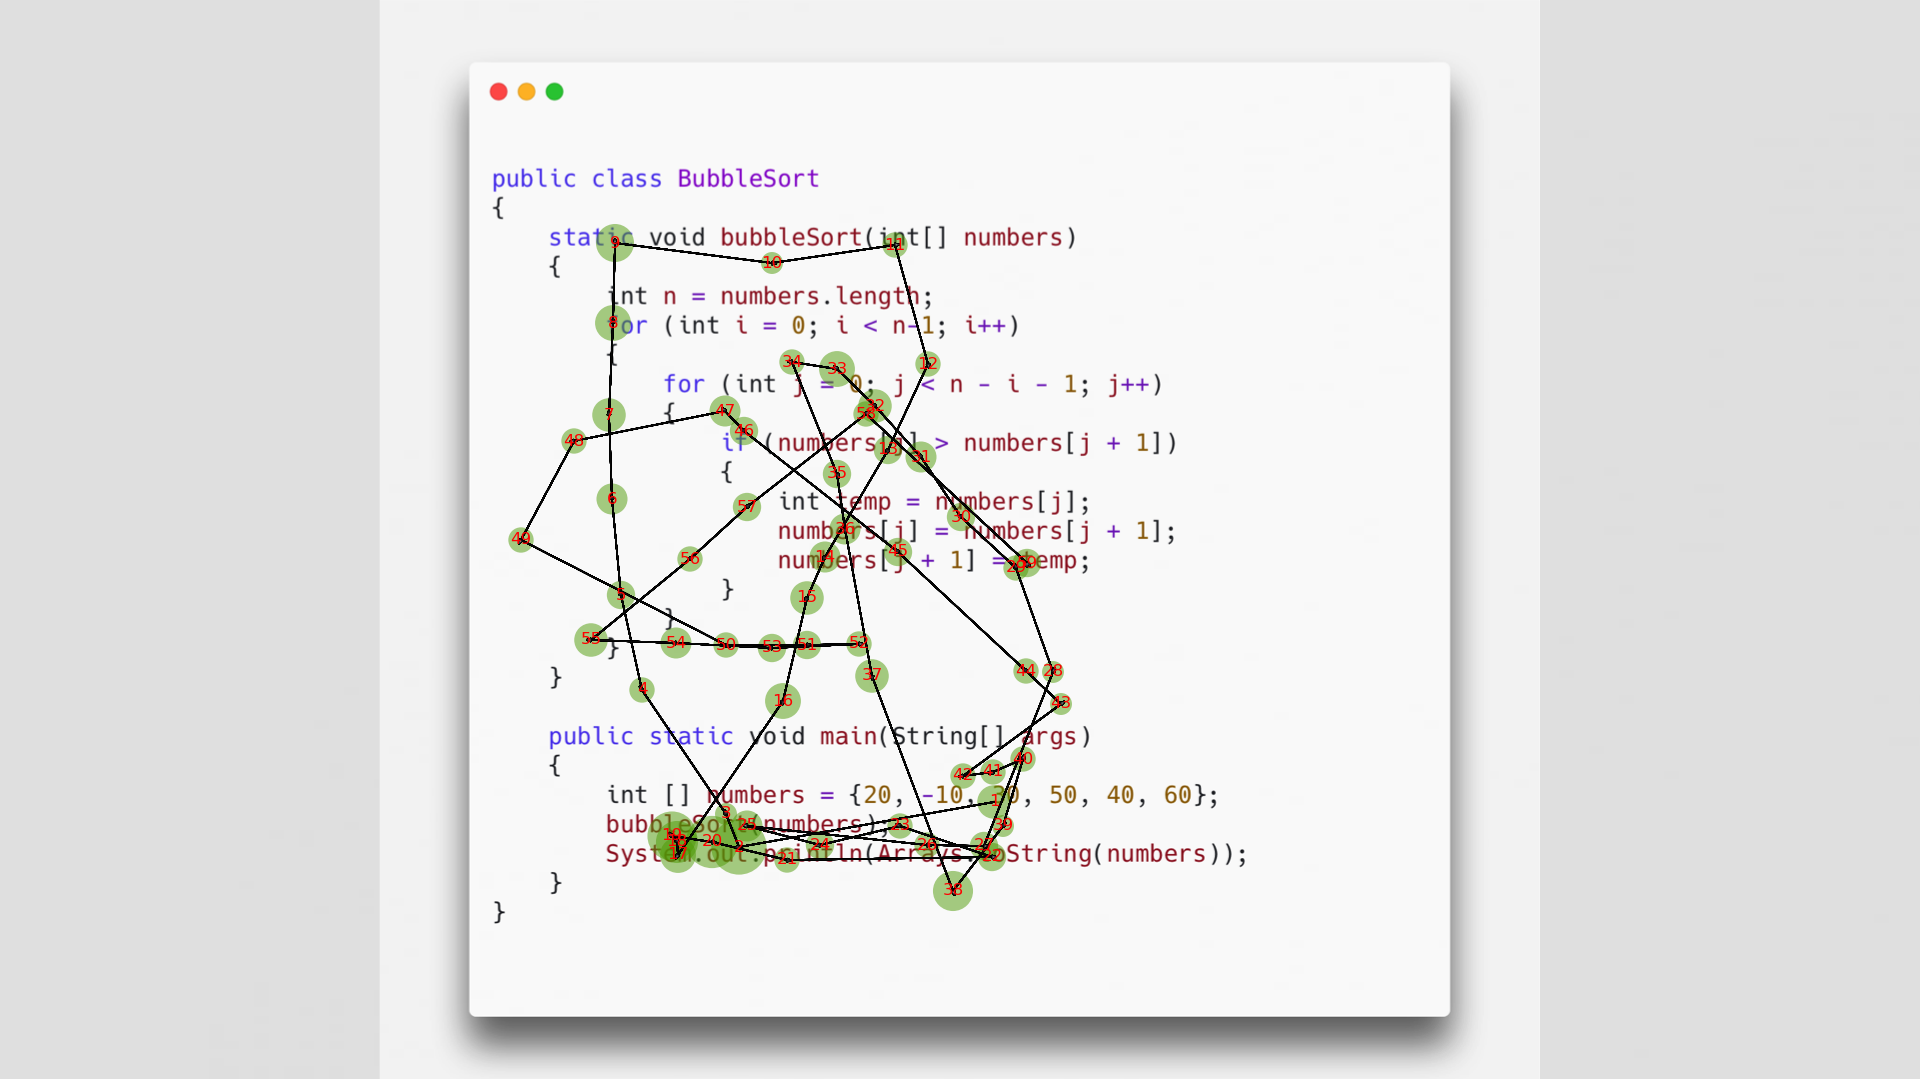 public class BubbleSort
{
static void bubbleSort(int[] numbers)
{
int n = numbers.length;
for (int i = 0; i < n-1; i++)
{
for (int j = 0; j < n - i - 1; j++)
{
if (numbers[j] > numbers[j + 1])
{
int temp = numbers[j];
numbers[j] = numbers[j + 1];
numbers[j + 1] = temp;
}
}
}
}
public static void main(String[] args)
{
int [] numbers = {20, -10, 30, 50, 40, 60};
bubbleSort(numbers);
System.out.println(Arrays.toString(numbers));
}
}